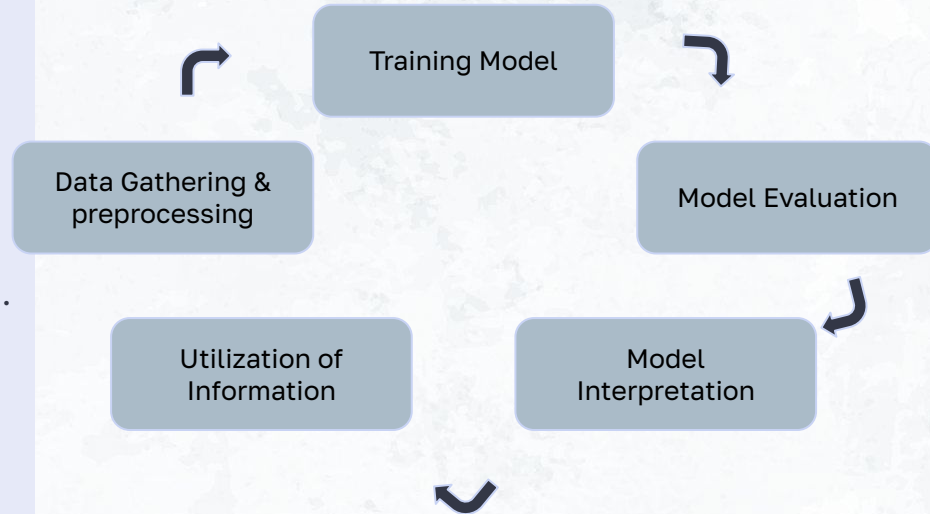 Training Model
Data Gathering &
preprocessing
Model Evaluation
.
Utilization of
Information
Model
Interpretation